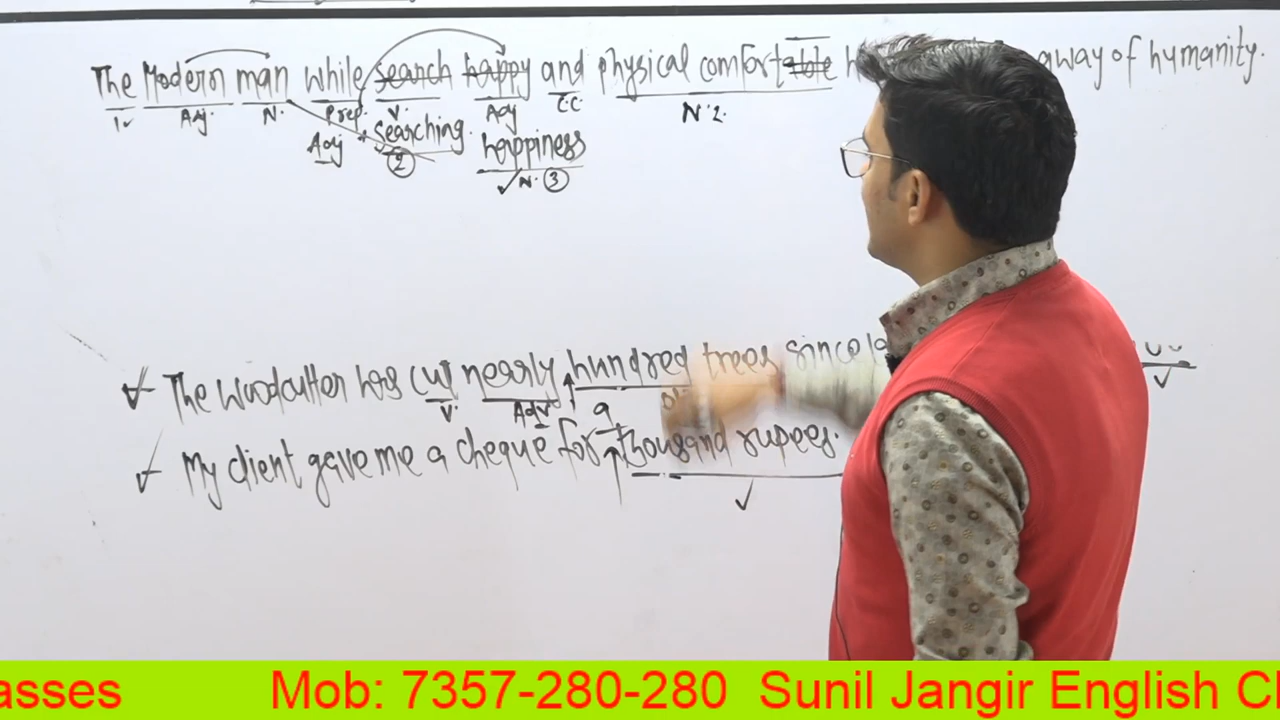 The Modern man while search happy and physical comfortable h away of humanity.
Adj. N. Prep. V. Adj C.C N. 2.
Adj searching happiness
2 N. 3
The Woodcutter has cut nearly hundred trees since la
V. Adv a
My client gave me a cheque for thousand rupees.
asses Mob: 7357-280-280 Sunil Jangir English Cl